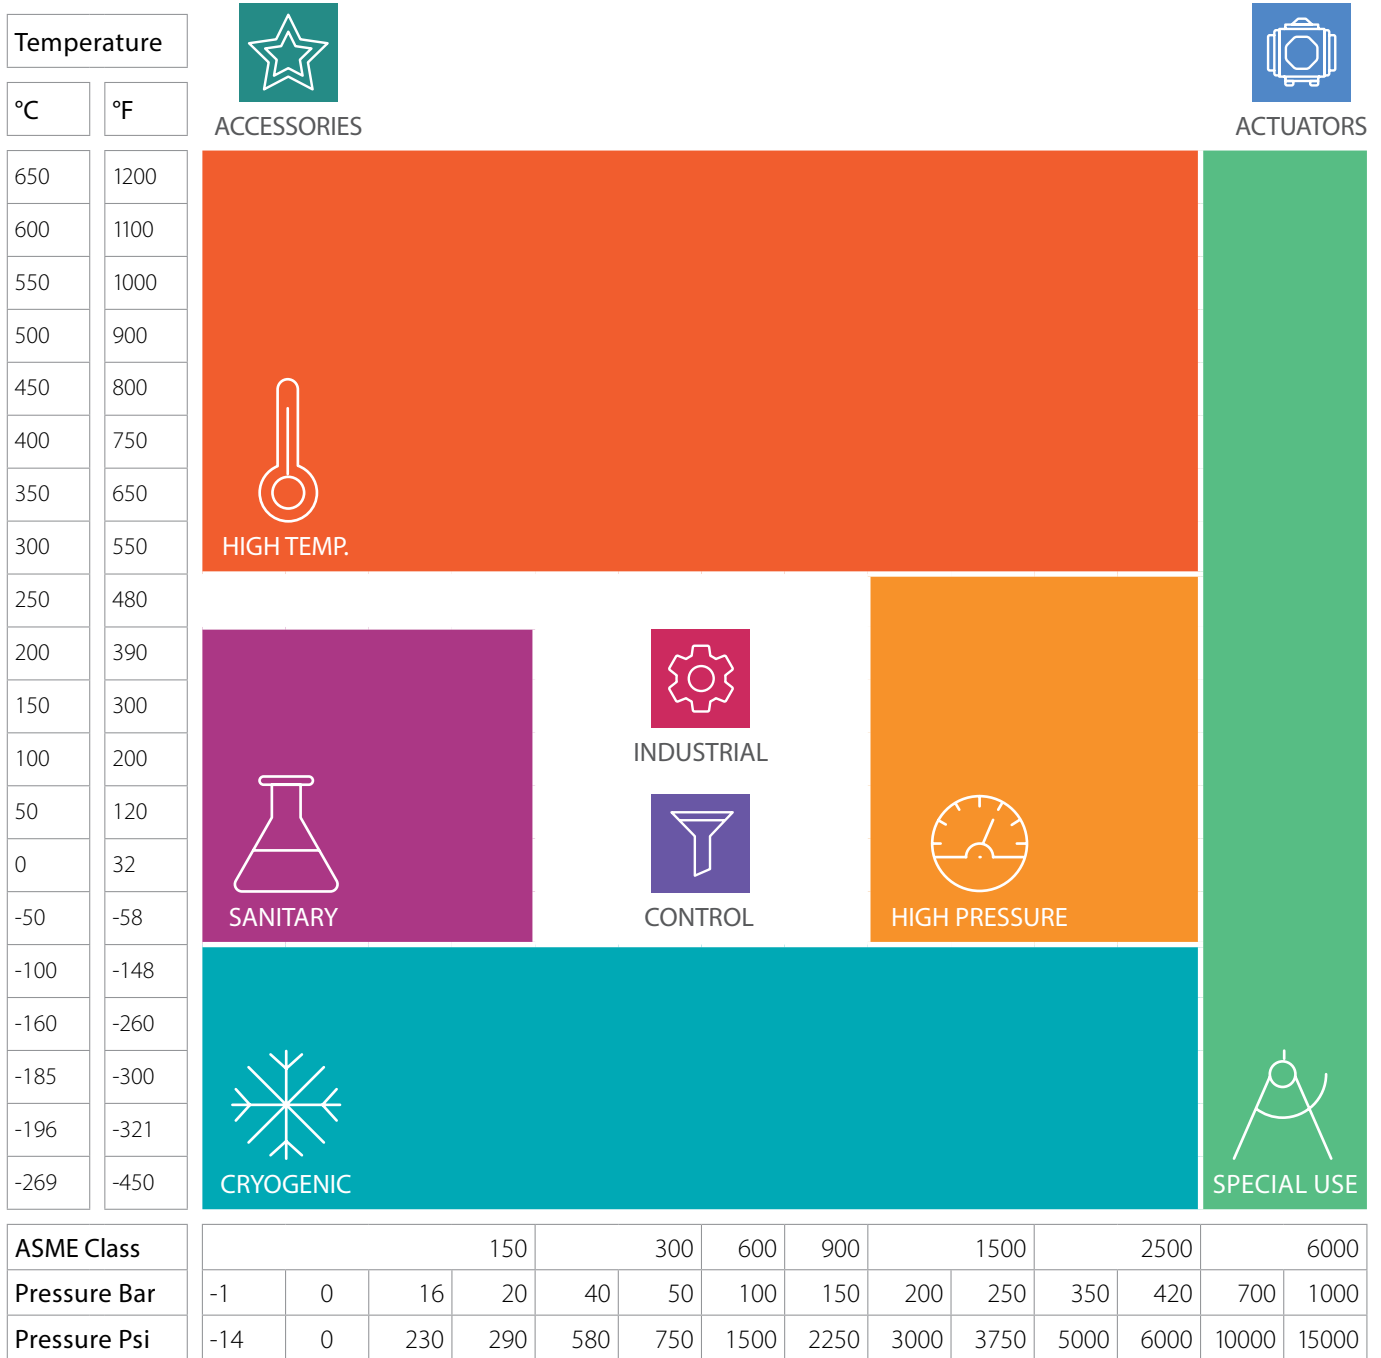 Temperature
°C °F
ACCESSORIES ACTUATORS
650 1200
600 1100
550 1000
500 900
450 800
400 750
350 650
300 550
HIGH TEMP.
250 480
200 390
150 300
100 200
INDUSTRIAL
50 120
0 32
-50 -58
SANITARY CONTROL HIGH PRESSURE
-100 -148
-160 -260
-185 -300
-196 -321
-269 -450
CRYOGENIC SPECIAL USE
ASME Class 150 300 600 900 1500 2500 6000
Pressure Bar -1 0 16 20 40 50 100 150 200 250 350 420 700 1000
Pressure Psi -14 0 230 290 580 750 1500 2250 3000 3750 5000 6000 10000 15000